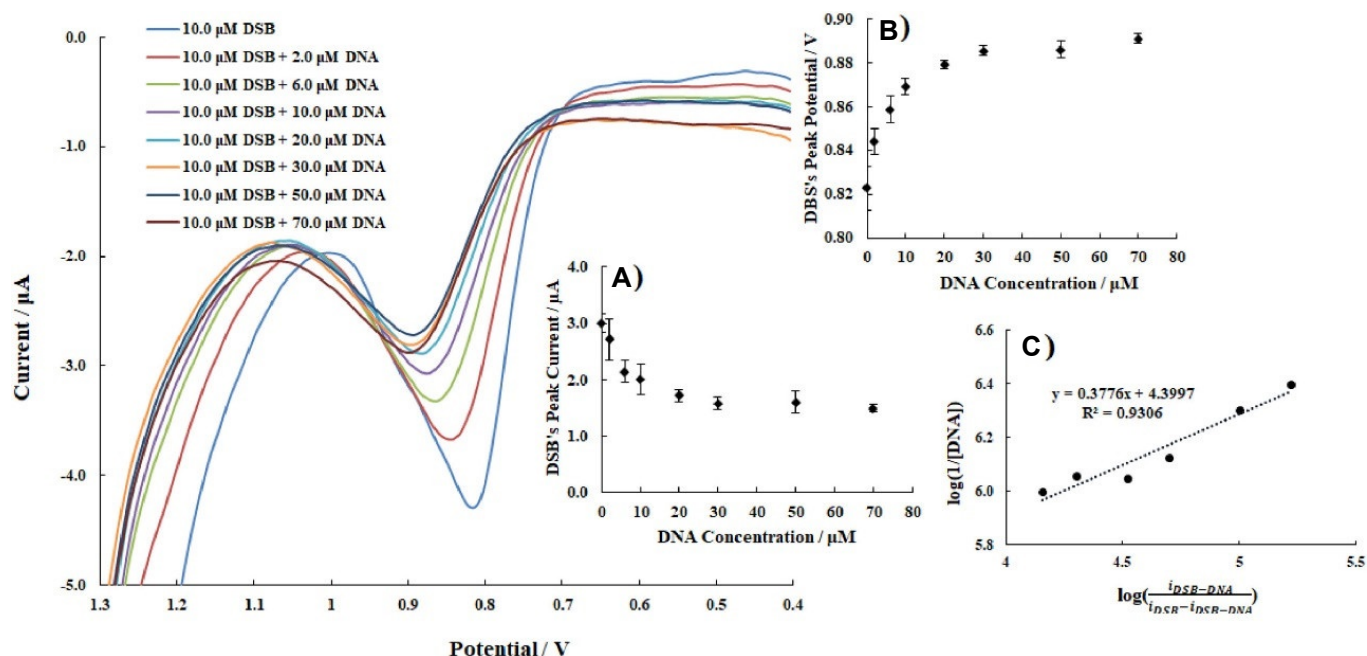 10.0 μM DSB
10.0 μM DSB + 2.0 μM DNA
10.0 μM DSB + 6.0 μM DNA
10.0 μM DSB + 10.0 μM DNA
10.0 μM DSB + 20.0 μM DNA
10.0 μM DSB + 30.0 μM DNA
10.0 μM DSB + 50.0 μM DNA
10.0 μM DSB + 70.0 μM DNA
0.0
-1.0
-2.0
-3.0
-4.0
-5.0
Current / μA
1.3 1.2 1.1 1 0.9 0.8 0.7 0.6 0.5 0.4
Potential / V
A)
4.0
3.0
2.0
1.0
0.0
DSB's Peak Current / μA
0 10 20 30 40 50 60 70 80
DNA Concentration / μM
B)
0.90
0.88
0.86
0.84
0.82
0.80
DBS's Peak Potential / V
0 10 20 30 40 50 60 70 80
DNA Concentration / μM
C)
6.6
6.4
6.2
6.0
5.8
log(1/[DNA])
y = 0.3776x + 4.3997
R² = 0.9306
4 4.5 5 5.5
log(i_DSB−DNA / i_DSB−i_DSB−DNA)